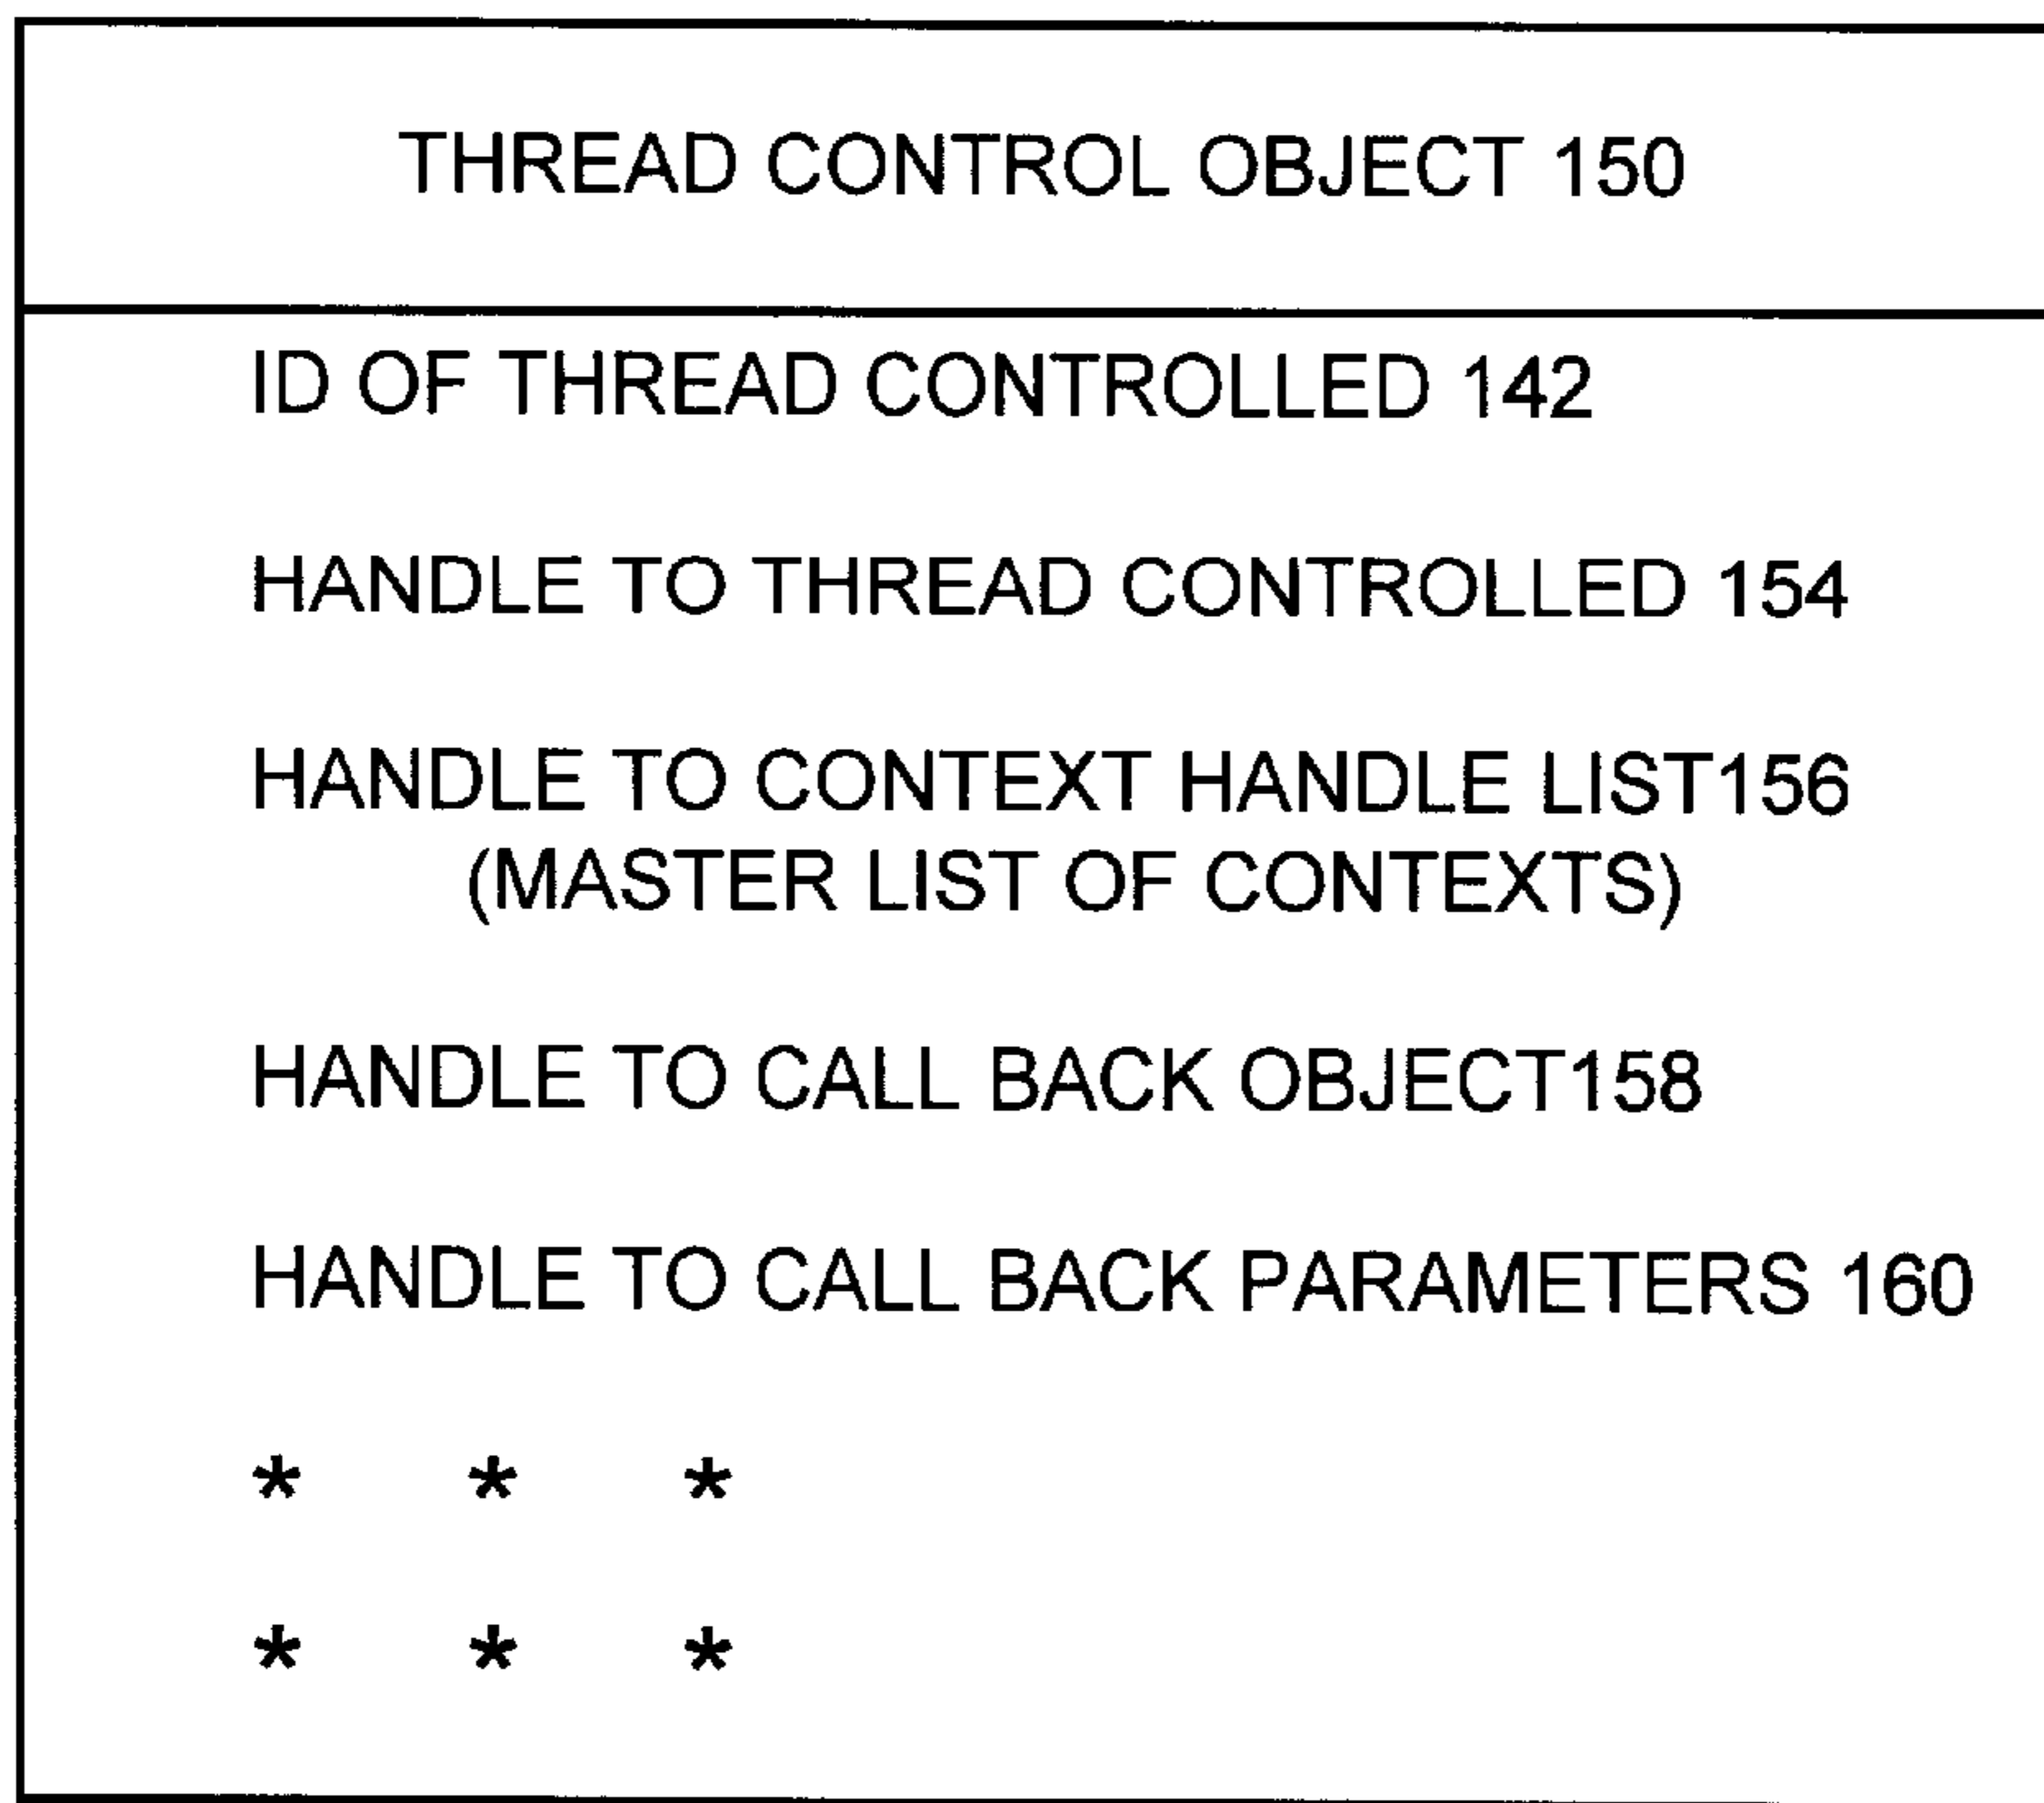 THREAD CONTROL OBJECT 150
ID OF THREAD CONTROLLED 142
HANDLE TO THREAD CONTROLLED 154
HANDLE TO CONTEXT HANDLE LIST156
(MASTER LIST OF CONTEXTS)
HANDLE TO CALL BACK OBJECT158
HANDLE TO CALL BACK PARAMETERS 160
* * *
* * *